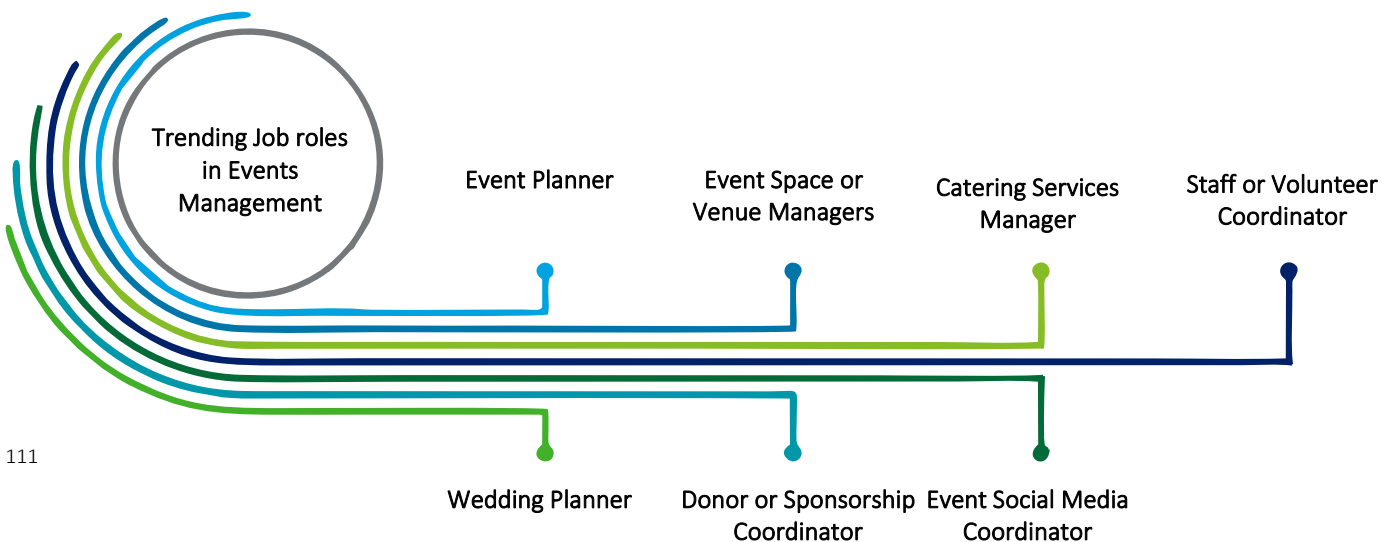 Trending Job roles
in Events
Management
Event Planner
Event Space or
Venue Managers
Catering Services
Manager
Staff or Volunteer
Coordinator
111
Wedding Planner
Donor or Sponsorship
Coordinator
Event Social Media
Coordinator